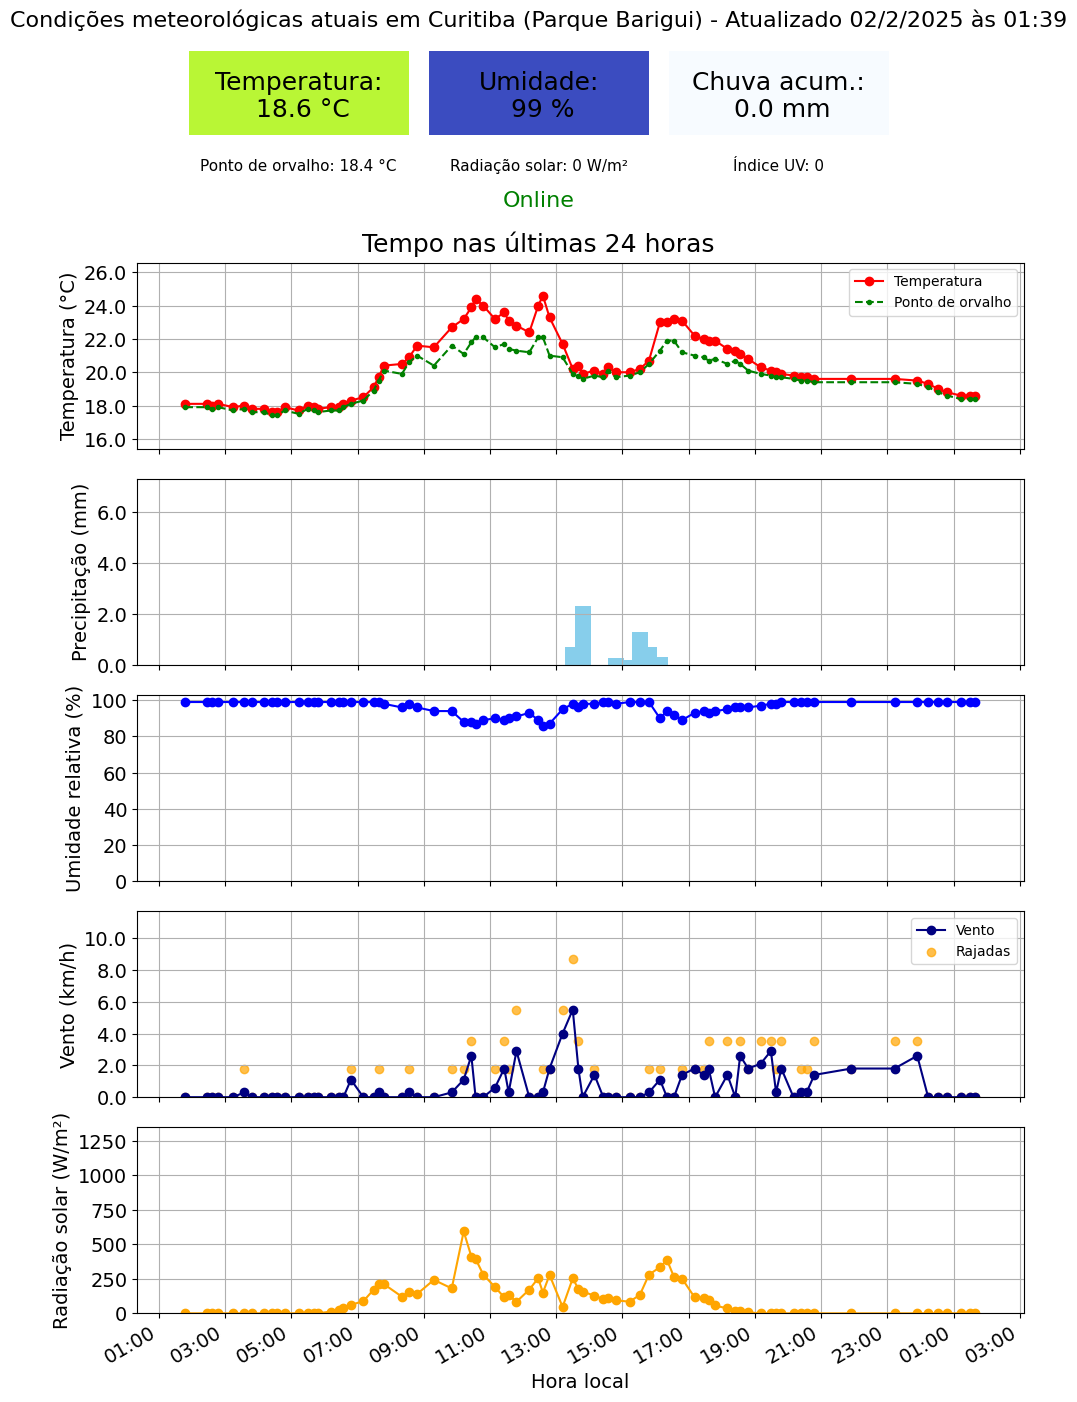 Condições meteorológicas atuais em Curitiba (Parque Barigui) - Atualizado 02/2/2025 às 01:39
Temperatura:
18.6 °C
Umidade:
99 %
Chuva acum.:
0.0 mm
Ponto de orvalho: 18.4 °C
Radiação solar: 0 W/m²
Índice UV: 0
Online
Tempo nas últimas 24 horas
Temperatura (°C)
26.0
24.0
22.0
20.0
18.0
16.0
Temperatura
Ponto de orvalho
Precipitação (mm)
6.0
4.0
2.0
0.0
Umidade relativa (%)
100
80
60
40
20
0
Vento (km/h)
10.0
8.0
6.0
4.0
2.0
0.0
Vento
Rajadas
Radiação solar (W/m²)
1250
1000
750
500
250
0
01:00
03:00
05:00
07:00
09:00
11:00
13:00
15:00
17:00
19:00
21:00
23:00
01:00
03:00
Hora local